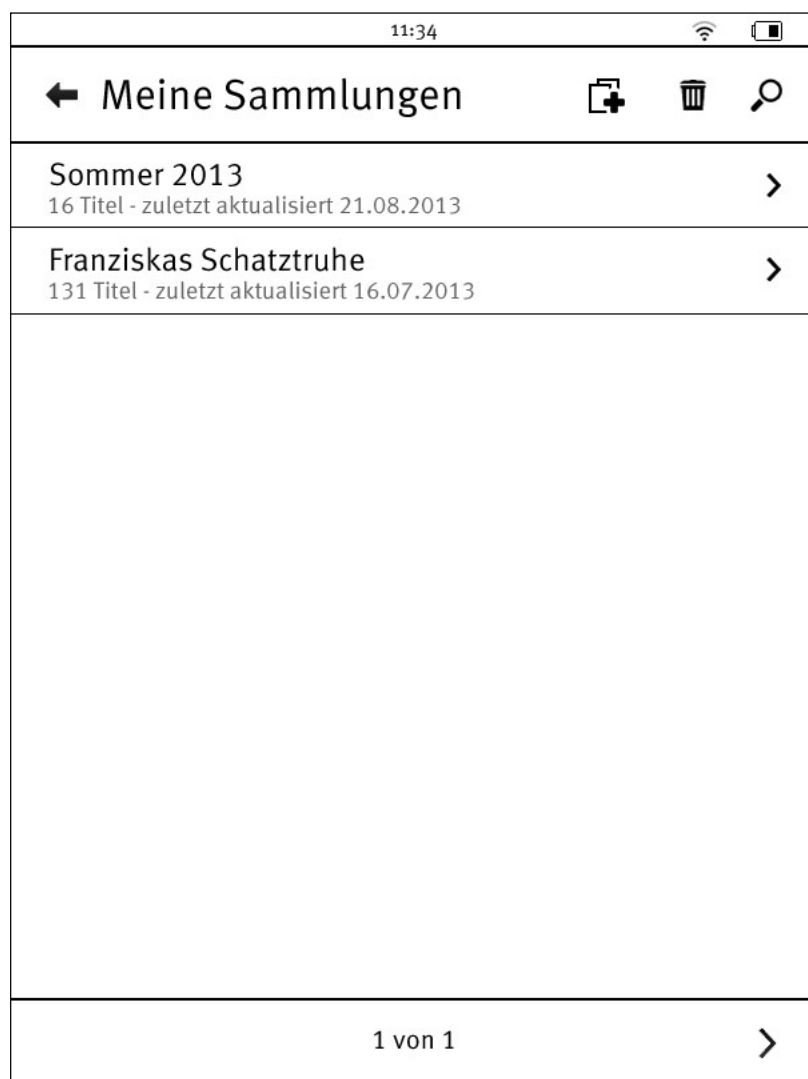 11:34
Meine Sammlungen
Sommer 2013
16 Titel - zuletzt aktualisiert 21.08.2013
Franziskas Schatztruhe
131 Titel - zuletzt aktualisiert 16.07.2013
1 von 1